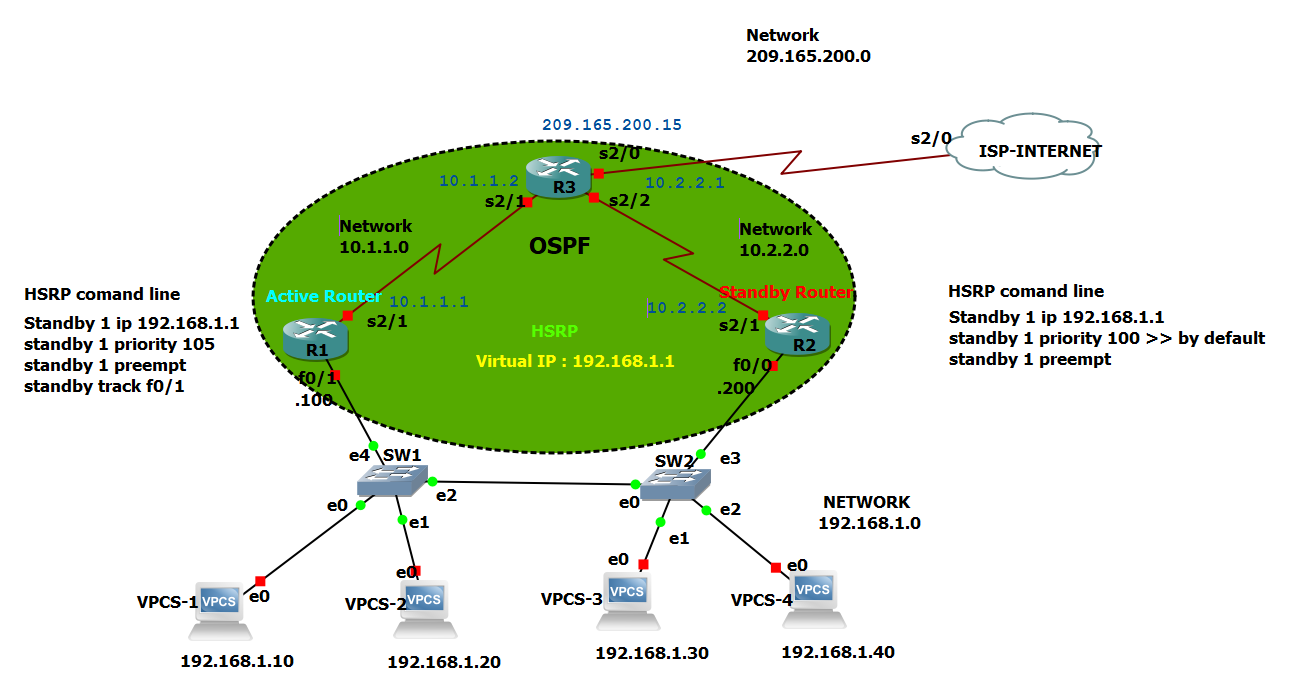 Network
209.165.200.0
209.165.200.15
s2/0
s2/0
ISP-INTERNET
R3
10.1.1.2
10.2.2.1
s2/1
s2/2
Network
10.1.1.0
OSPF
Network
10.2.2.0
HSRP comand line
Standby 1 ip 192.168.1.1
standby 1 priority 105
standby 1 preempt
standby track f0/1
Active Router
10.1.1.1
s2/1
R1
f0/1
.100
HSRP
Virtual IP : 192.168.1.1
Standby Router
10.2.2.2
s2/1
R2
f0/0
.200
HSRP comand line
Standby 1 ip 192.168.1.1
standby 1 priority 100 >> by default
standby 1 preempt
e4
SW1
e2
e0
e1
SW2
e3
e0
e2
e1
NETWORK
192.168.1.0
e0
e0
e0
e0
VPCS-1
VPCS
VPCS-2
VPCS
VPCS-3
VPCS
VPCS-4
VPCS
192.168.1.10
192.168.1.20
192.168.1.30
192.168.1.40